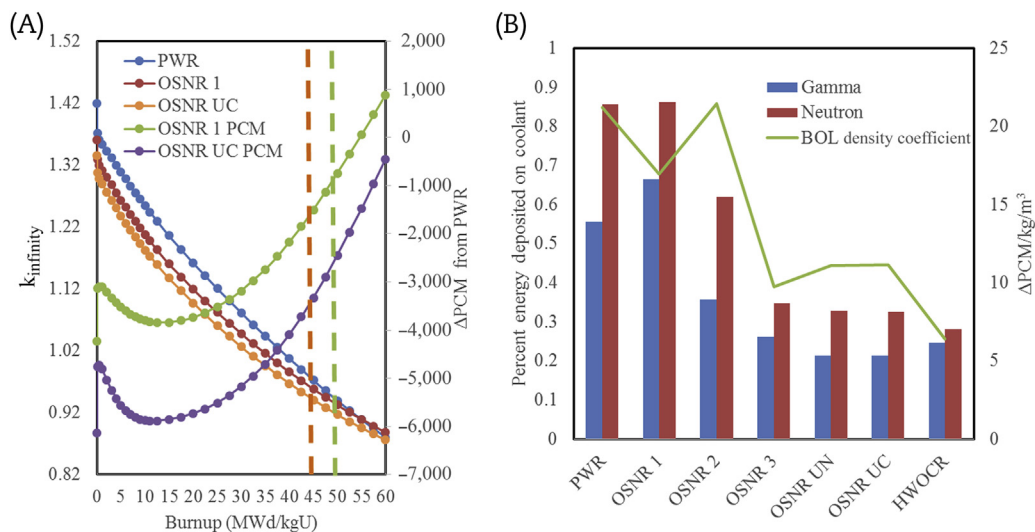 (A)
1.52
1.42
1.32
1.22
1.12
1.02
0.92
0.82
k infinity
PWR
OSNR 1
OSNR UC
OSNR 1 PCM
OSNR UC PCM
2,000
1,000
0
−1,000
−2,000
−3,000
−4,000
−5,000
−6,000
−7,000
ΔPCM from PWR
0 5 10 15 20 25 30 35 40 45 50 55 60
Burnup (MWd/kgU)
(B)
1
0.9
0.8
0.7
0.6
0.5
0.4
0.3
0.2
0.1
0
Percent energy deposited on coolant
Gamma
Neutron
BOL density coefficient
25
20
15
10
5
0
ΔPCM/kg/m³
PWR
OSNR 1
OSNR 2
OSNR 3
OSNR UN
OSNR UC
HWOCR